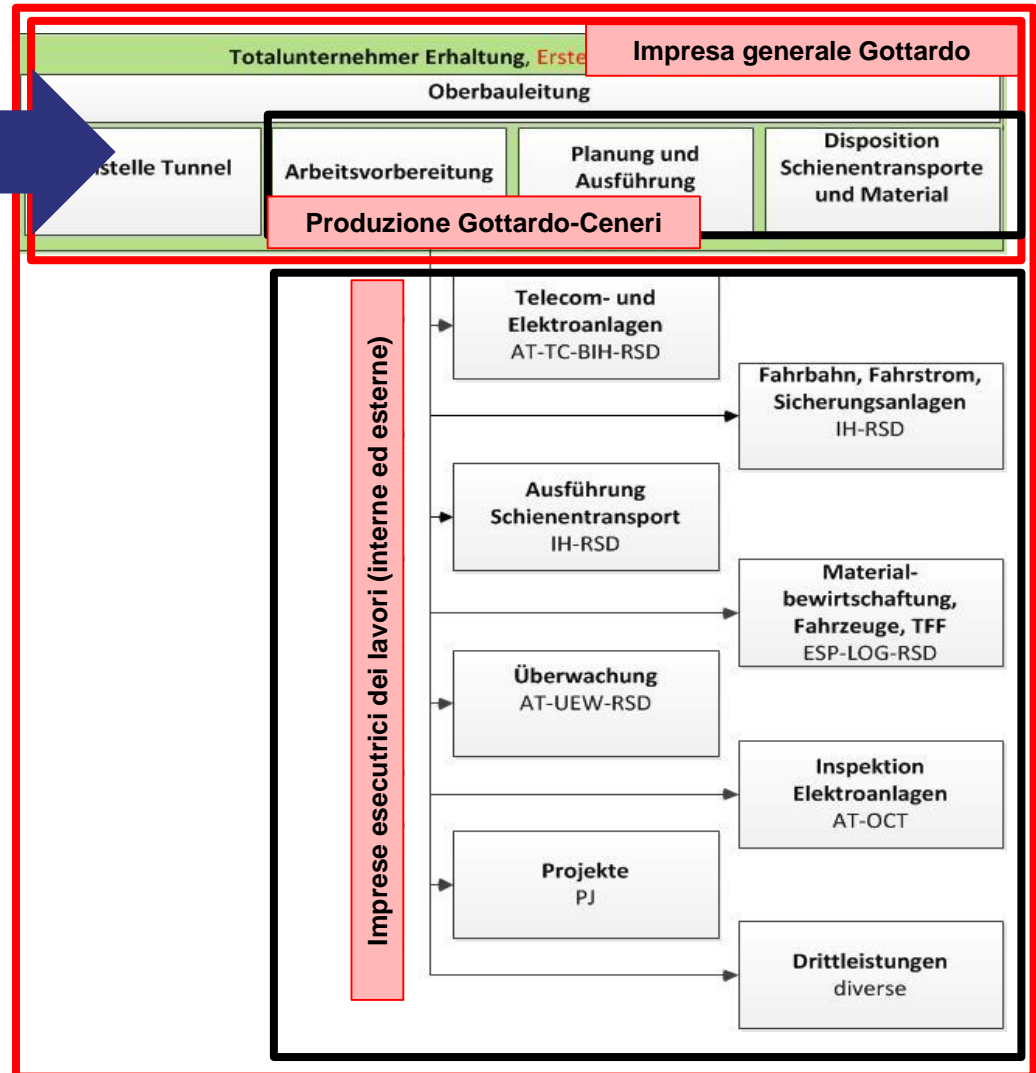 Totalunternehmer Erhaltung, Erste
Impresa generale Gottardo
Oberbauleitung
stelle Tunnel
Arbeitsvorbereitung
Planung und
Ausführung
Disposition
Schienentransporte
und Material
Produzione Gottardo-Ceneri
Imprese esecutrici dei lavori (interne ed esterne)
Telecom- und
Elektroanlagen
AT-TC-BIH-RSD
Fahrbahn, Fahrstrom,
Sicherungsanlagen
IH-RSD
Ausführung
Schienentransport
IH-RSD
Material-
bewirtschaftung,
Fahrzeuge, TFF
ESP-LOG-RSD
Überwachung
AT-UEW-RSD
Inspektion
Elektroanlagen
AT-OCT
Projekte
PJ
Drittleistungen
diverse